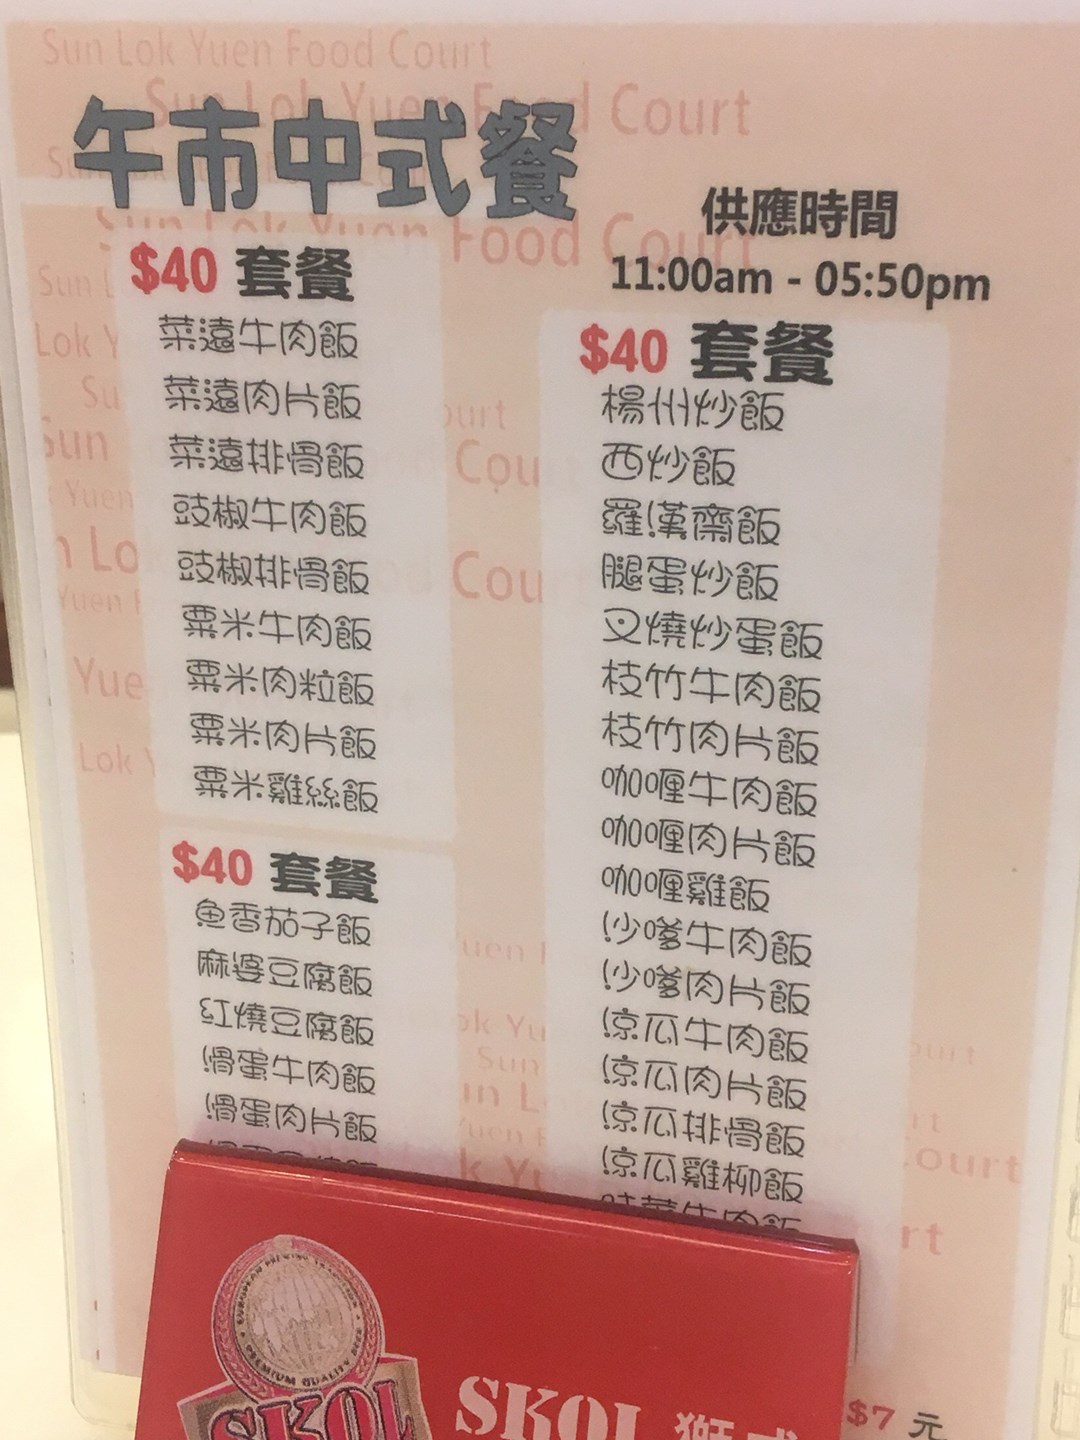 Sun Lok Yuen Food Court
午市中式餐
供應時間
11:00am - 05:50pm
$40 套餐
菜遠牛肉飯
菜遠肉片飯
菜遠排骨飯
豉椒牛肉飯
豉椒排骨飯
粟米牛肉飯
粟米肉粒飯
粟米肉片飯
粟米雞絲飯
$40 套餐
魚香茄子飯
麻婆豆腐飯
紅燒豆腐飯
滑蛋牛肉飯
滑蛋肉片飯
$40 套餐
楊州炒飯
西炒飯
羅漢齋飯
腿蛋炒飯
叉燒炒蛋飯
枝竹牛肉飯
枝竹肉片飯
咖喱牛肉飯
咖喱肉片飯
咖喱雞飯
沙嗲牛肉飯
沙嗲肉片飯
涼瓜牛肉飯
涼瓜肉片飯
涼瓜排骨飯
涼瓜雞柳飯
EUROPEAN BREWING TRADITION
PREMIUM QUALITY BEER
SKOL
SKOL 獅威
$7 元